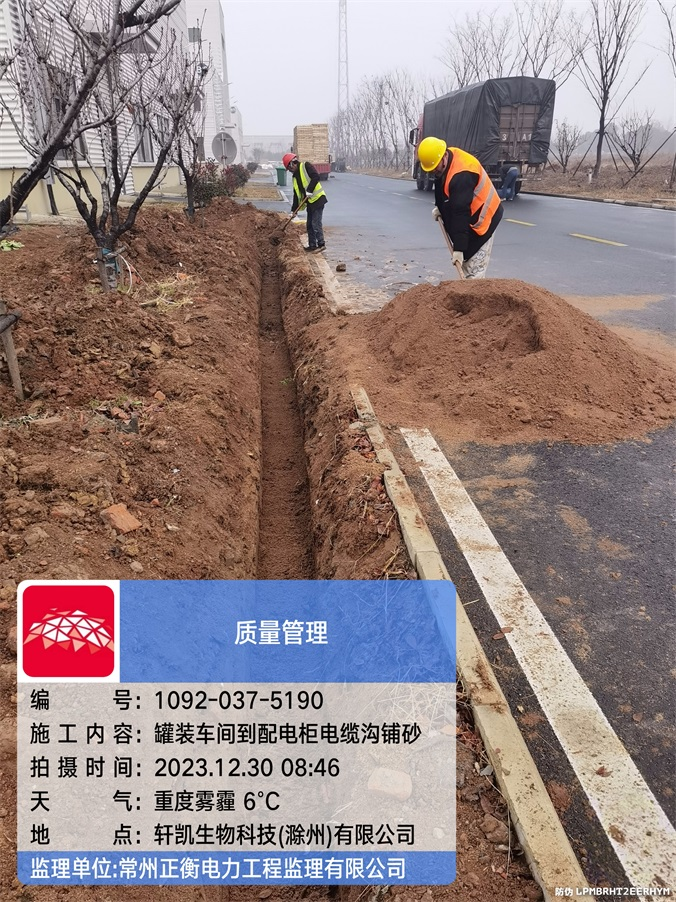 质量管理
编 号：1092-037-5190
施工内容：罐装车间到配电柜电缆沟铺砂
拍摄时间：2023.12.30 08:46
天 气：重度雾霾 6°C
地 点：轩凯生物科技(滁州)有限公司
监理单位:常州正衡电力工程监理有限公司
防伪 LPMBRHT2EERHYM